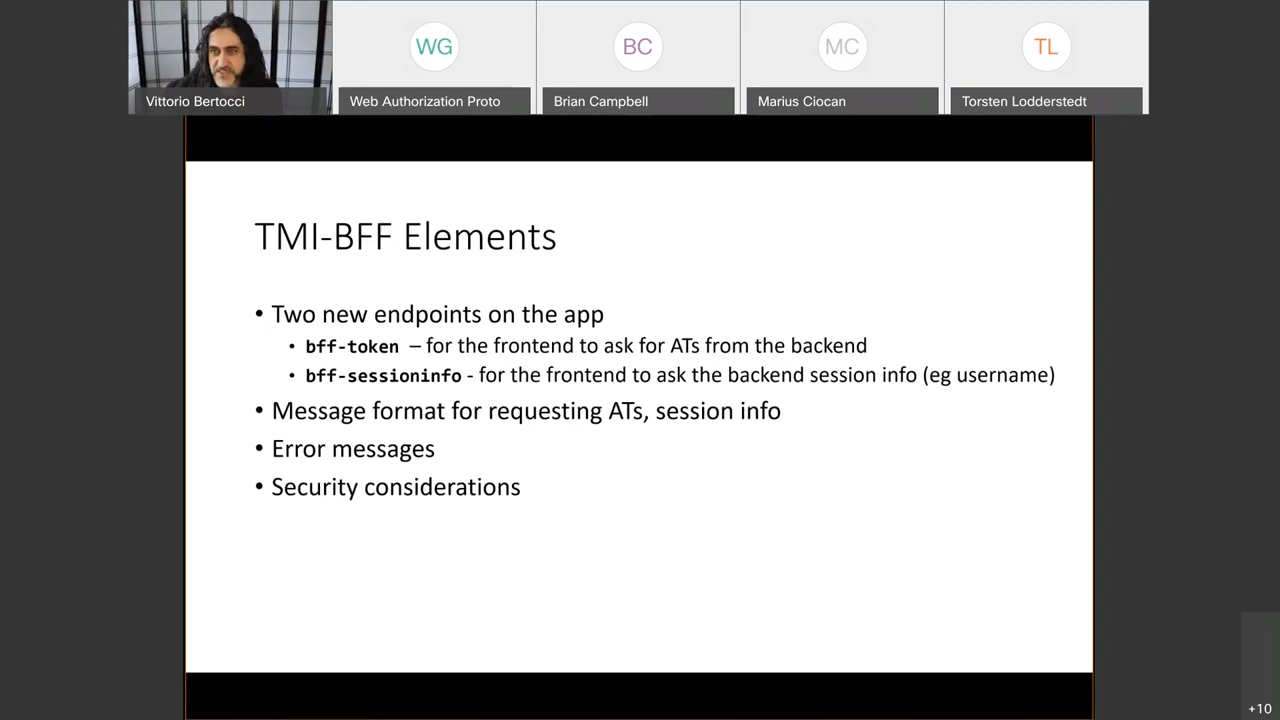 WG
BC
MC
TL
Vittorio Bertocci
Web Authorization Proto
Brian Campbell
Marius Ciocan
Torsten Lodderstedt
TMI-BFF Elements
• Two new endpoints on the app
• bff-token – for the frontend to ask for ATs from the backend
• bff-sessioninfo - for the frontend to ask the backend session info (eg username)
• Message format for requesting ATs, session info
• Error messages
• Security considerations
+10